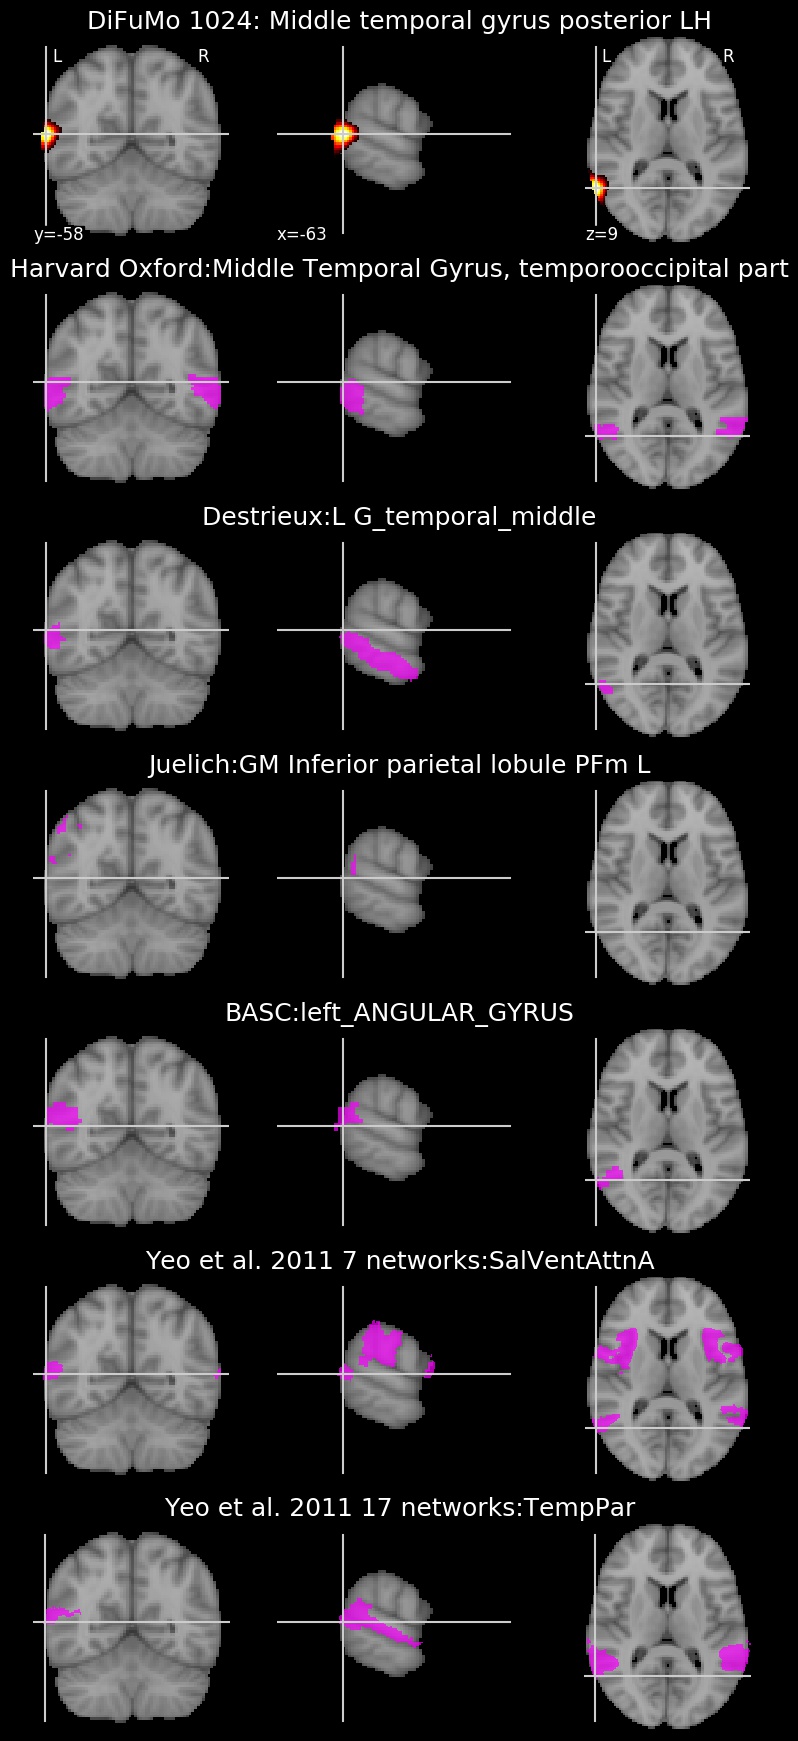 DiFuMo 1024: Middle temporal gyrus posterior LH
L R L R
y=-58 x=-63 z=9
Harvard Oxford:Middle Temporal Gyrus, temporooccipital part
Destrieux:L G_temporal_middle
Juelich:GM Inferior parietal lobule PFm L
BASC:left_ANGULAR_GYRUS
Yeo et al. 2011 7 networks:SalVentAttnA
Yeo et al. 2011 17 networks:TempPar